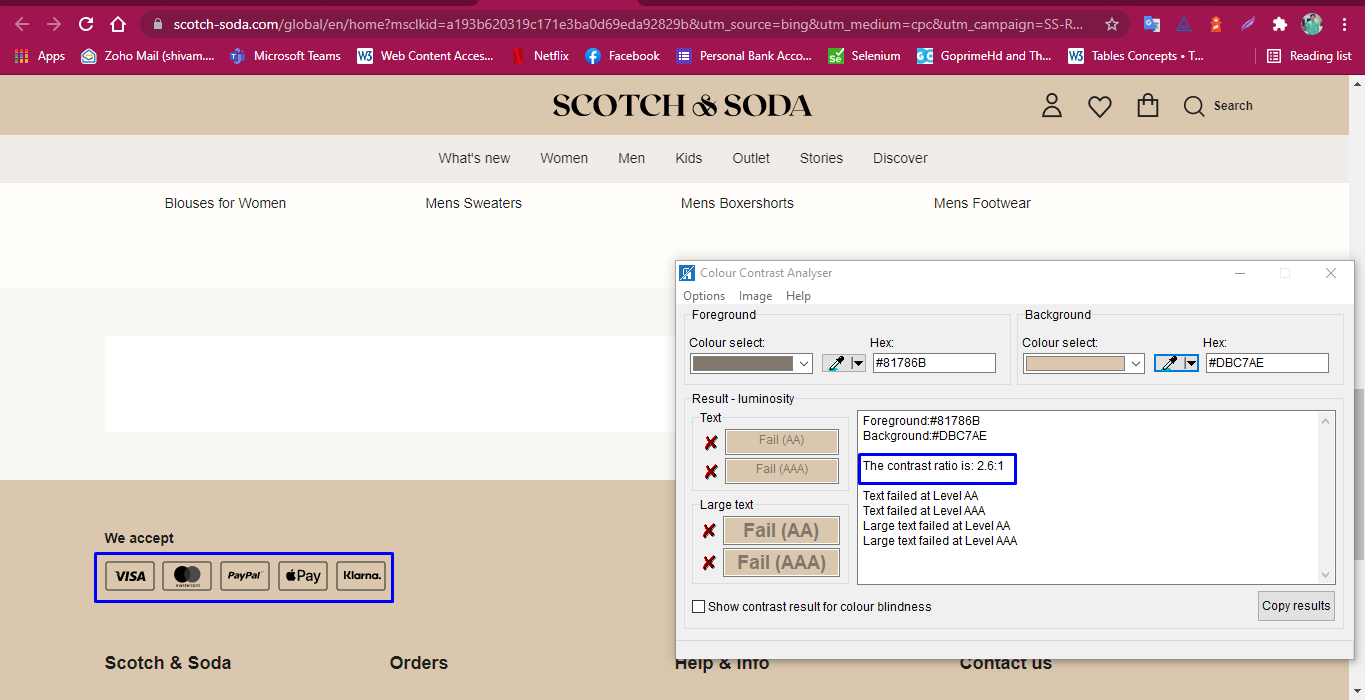 scotch-soda.com/global/en/home?msclkid=a193b620319c171e3ba0d69eda92829b&utm_source=bing&utm_medium=cpc&utm_campaign=SS-R...
Apps Zoho Mail (shivam.... Microsoft Teams W3 Web Content Acces... Netflix Facebook Personal Bank Acco... Se Selenium GoprimeHd and Th... W3 Tables Concepts • T... Reading list
SCOTCH & SODA
Search
What's new Women Men Kids Outlet Stories Discover
Blouses for Women Mens Sweaters Mens Boxershorts Mens Footwear
Colour Contrast Analyser
Options Image Help
Foreground Background
Colour select: Hex: Colour select: Hex:
#81786B #DBC7AE
Result - luminosity
Text
Fail (AA)
Fail (AAA)
Large text
Fail (AA)
Fail (AAA)
Foreground:#81786B
Background:#DBC7AE
The contrast ratio is: 2.6:1
Text failed at Level AA
Text failed at Level AAA
Large text failed at Level AA
Large text failed at Level AAA
Show contrast result for colour blindness
Copy results
We accept
VISA mastercard PayPal Pay Klarna.
Scotch & Soda Orders Help & Info Contact us